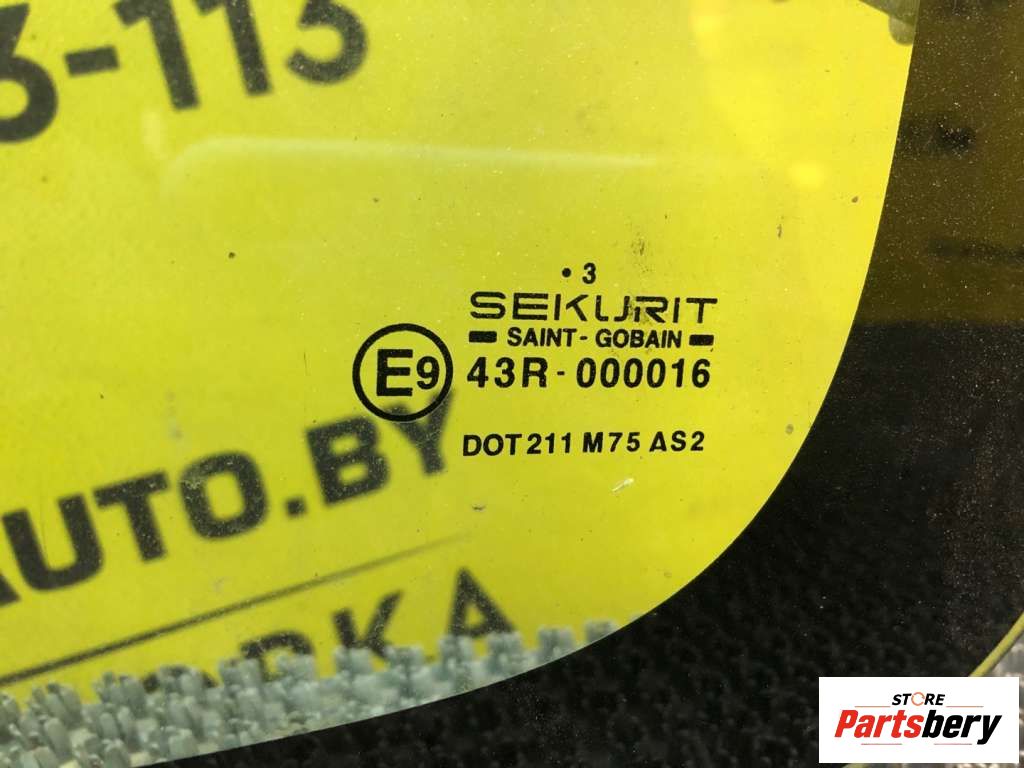 3-113
• 3
SEKURIT
SAINT-GOBAIN
E9 43R-000016
DOT 211 M75 AS2
AUTO.BY
STORE
Partsbery